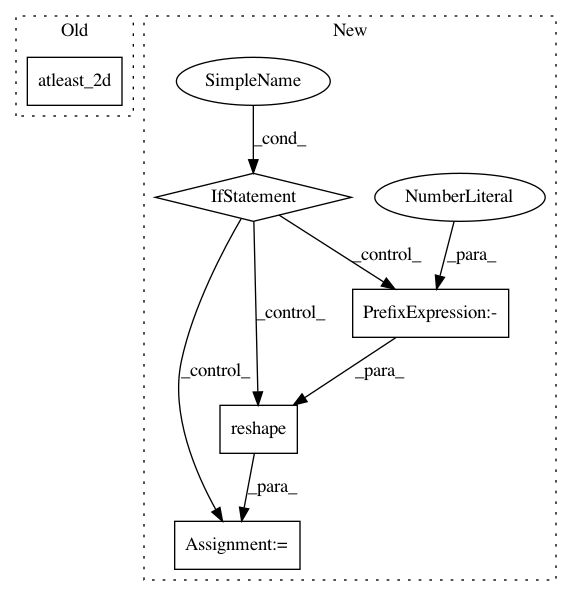 Old
New
atleast_2d
SimpleName
_cond_
IfStatement
NumberLiteral
_control_
_para_
_control_
PrefixExpression:-
_control_
_para_
reshape
_para_
Assignment:=